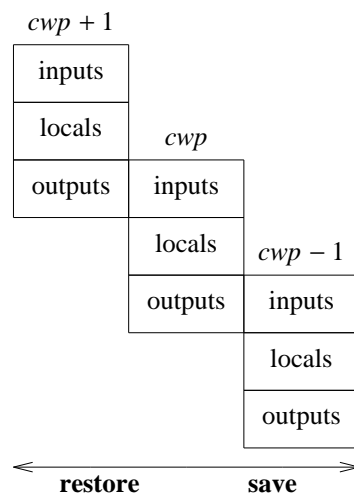 cwp + 1
inputs
locals
cwp
outputs
inputs
locals
cwp − 1
outputs
inputs
locals
outputs
restore
save